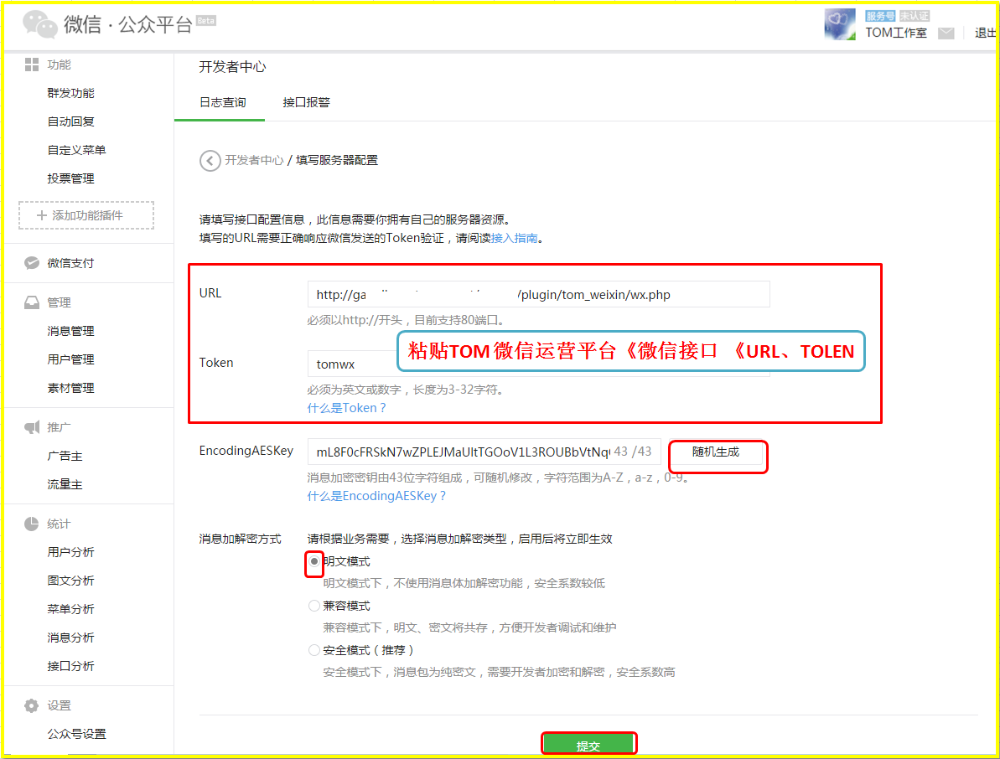 微信·公众平台 Beta
服务号 未认证
TOM工作室
退出
功能
群发功能
自动回复
自定义菜单
投票管理
添加功能插件
微信支付
管理
消息管理
用户管理
素材管理
推广
广告主
流量主
统计
用户分析
图文分析
菜单分析
消息分析
接口分析
设置
公众号设置
开发者中心
日志查询 接口报警
开发者中心 / 填写服务器配置
请填写接口配置信息，此信息需要你拥有自己的服务器资源。
填写的URL需要正确响应微信发送的Token验证，请阅读接入指南。
URL http://ga /plugin/tom_weixin/wx.php
必须以http://开头，目前支持80端口。
粘贴TOM微信运营平台《微信接口 《URL、TOLEN
Token tomwx
必须为英文或数字，长度为3-32字符。
什么是Token？
EncodingAESKey mL8F0cFRSkN7wZPLEJMaUItTGOoV1L3ROUBbVtNq 43 /43 随机生成
消息加密密钥由43位字符组成，可随机修改，字符范围为A-Z，a-z，0-9。
什么是EncodingAESKey？
消息加解密方式 请根据业务需要，选择消息加解密类型，启用后将立即生效
明文模式
明文模式下，不使用消息体加解密功能，安全系数较低
兼容模式
兼容模式下，明文、密文将共存，方便开发者调试和维护
安全模式（推荐）
安全模式下，消息包为纯密文，需要开发者加密和解密，安全系数高
提交